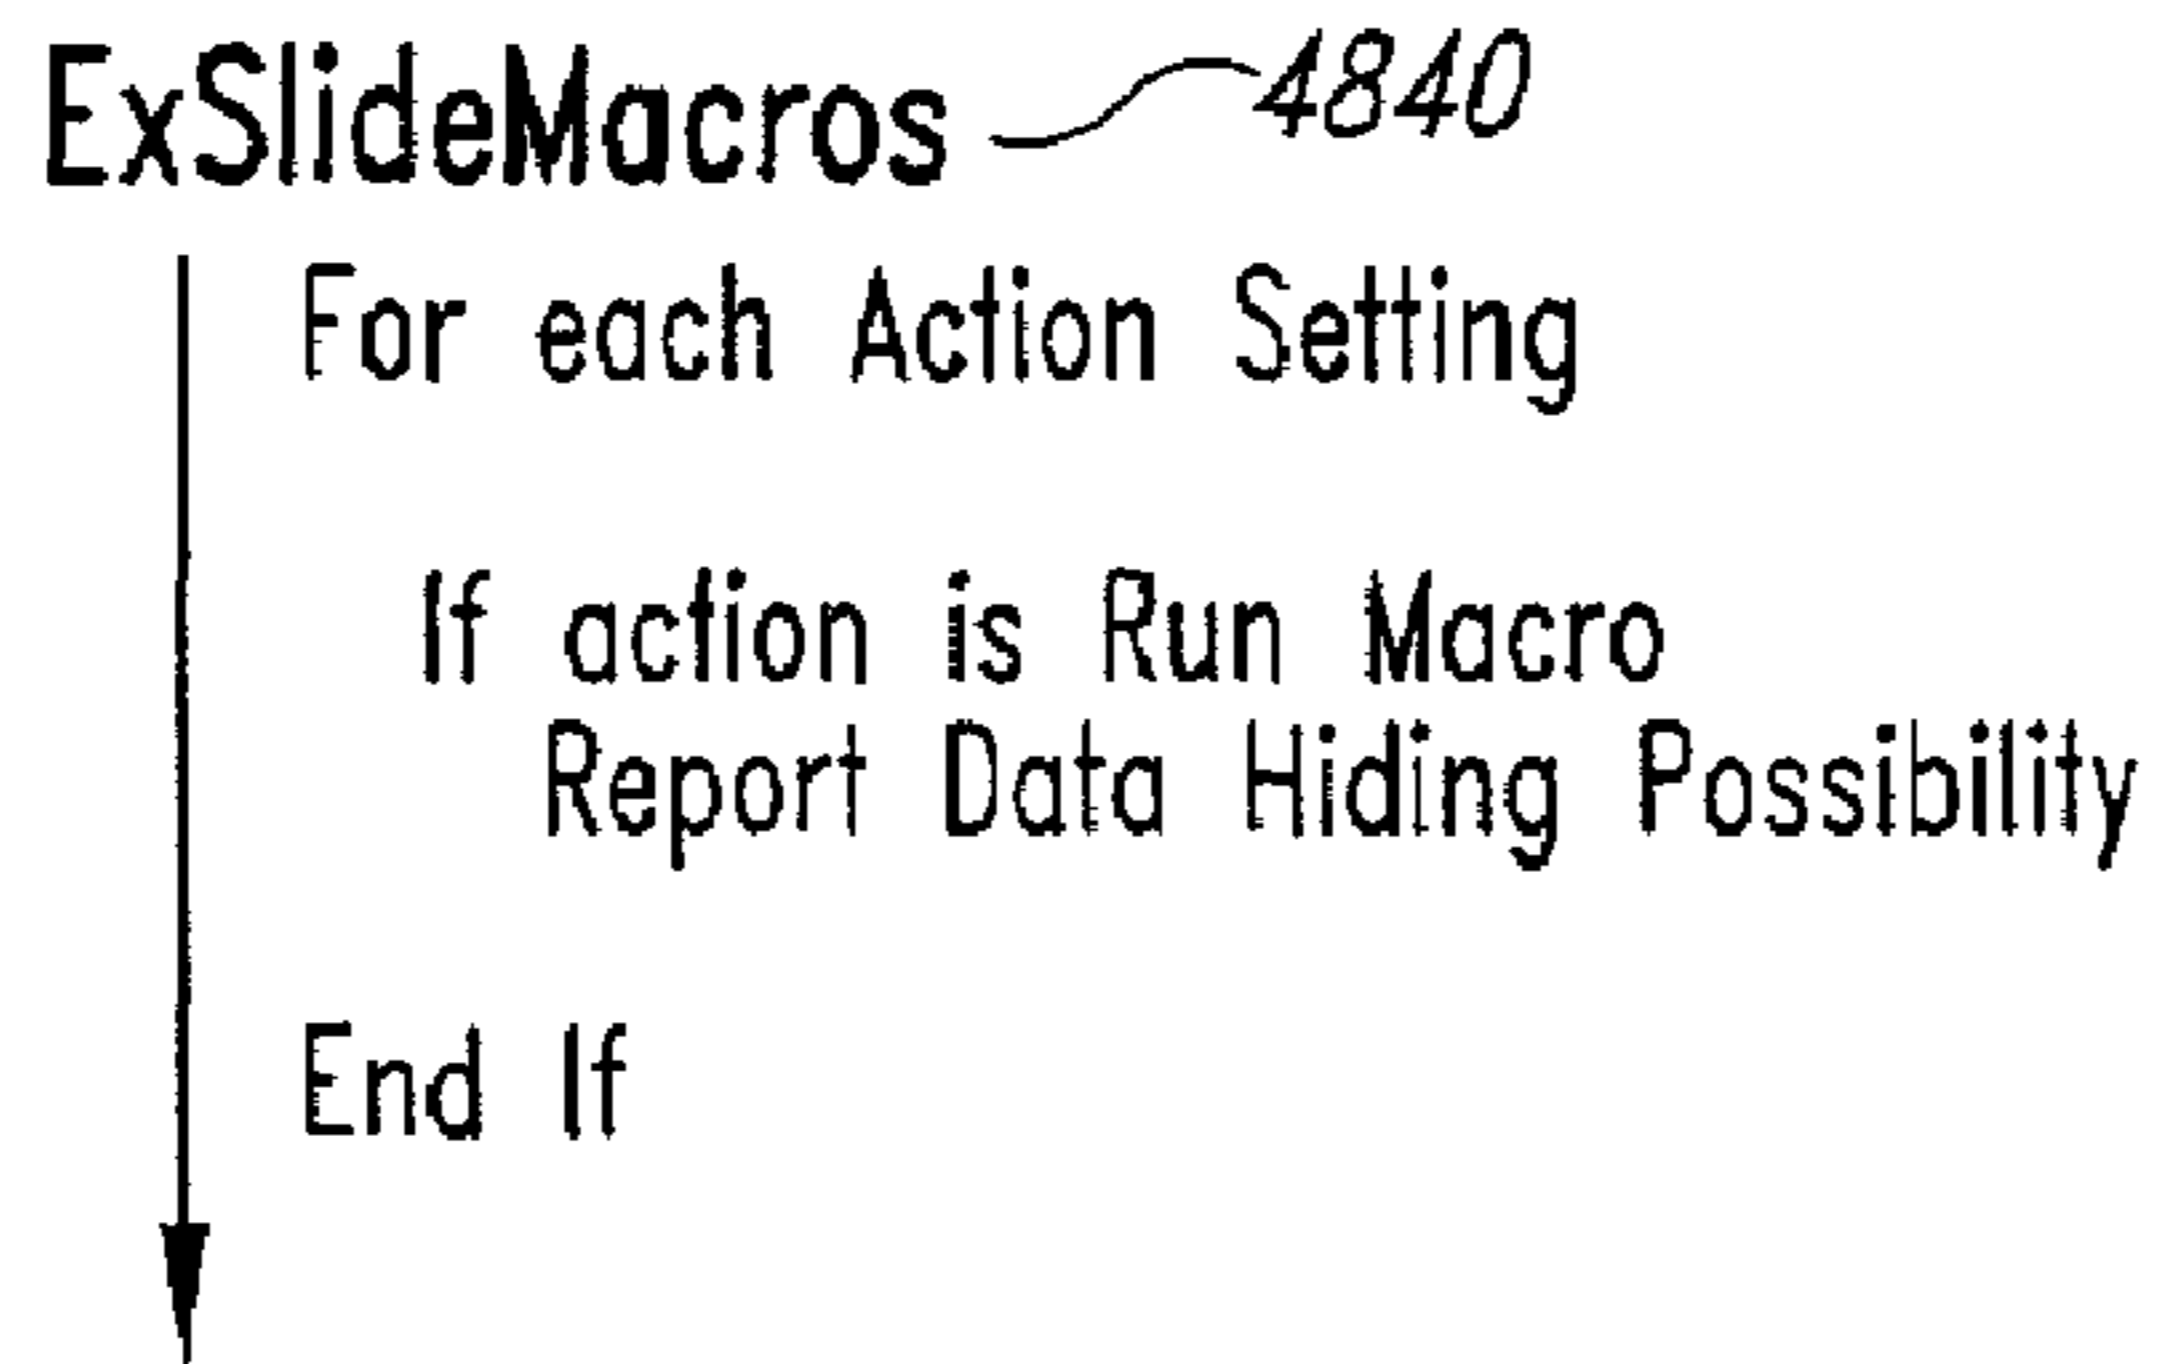 ExSlideMacros 4840
For each Action Setting
If action is Run Macro
Report Data Hiding Possibility
End If